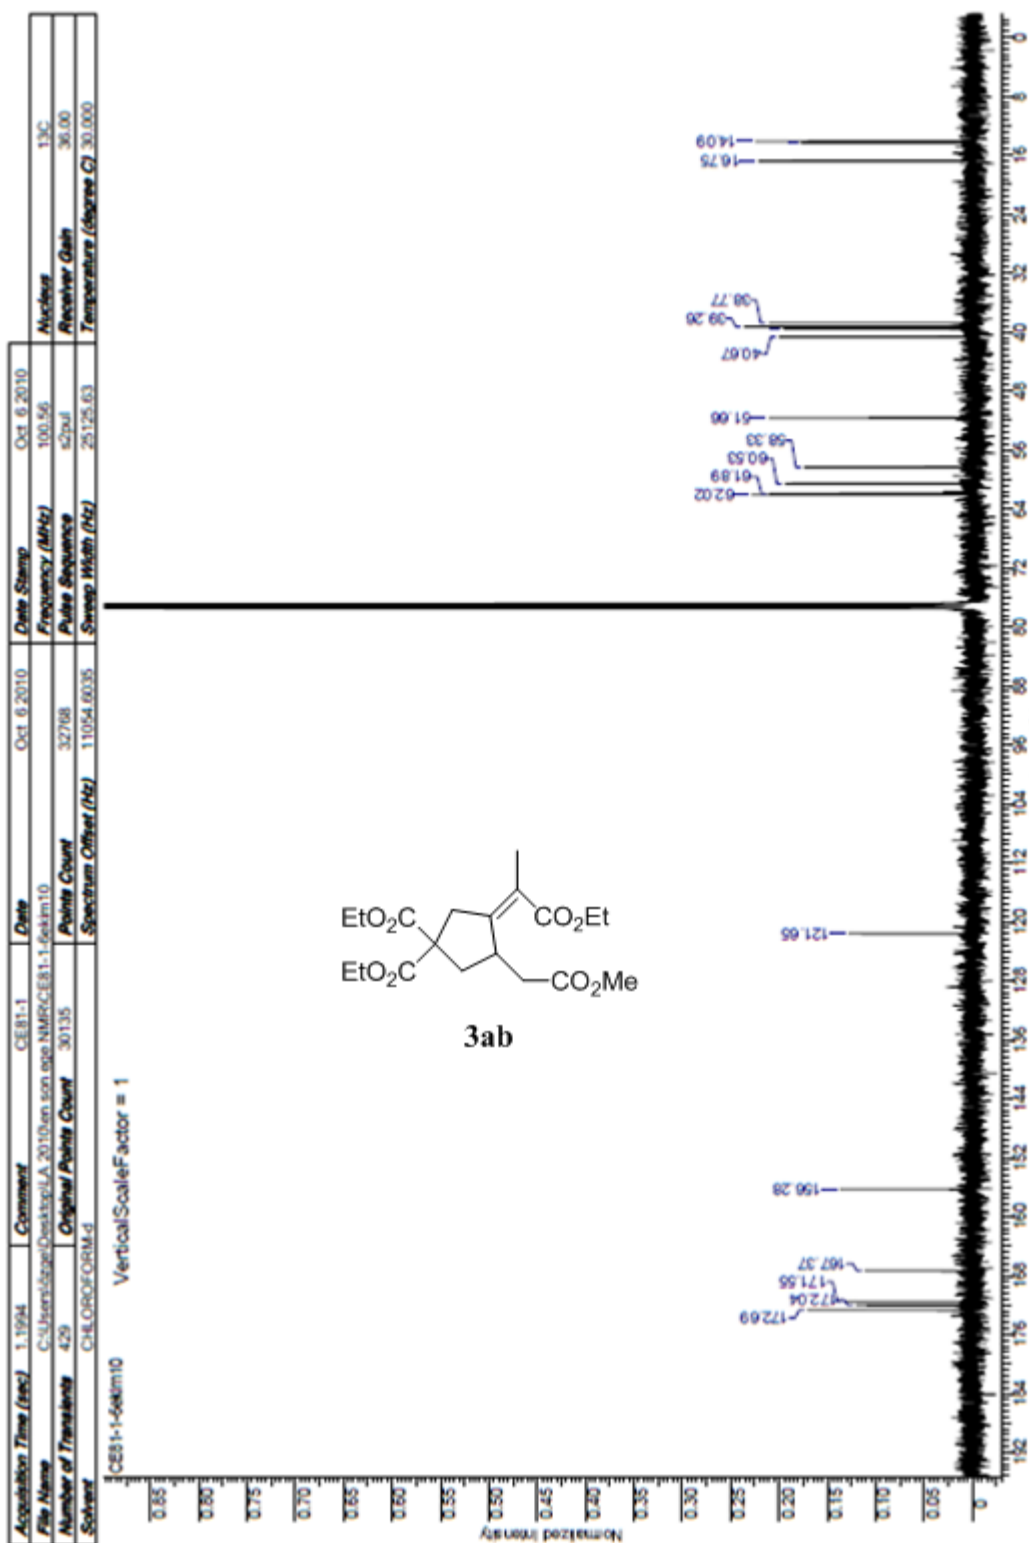 Acquisition Time (sec) 1.1994 Comment CE81-1 Date Oct 6 2010 Date Stamp Oct 6 2010
File Name C:\Users\özge\Desktop\LA 2010\en son ege NMR\CE81-1-6ekim10 Frequency (MHz) 100.56 Nucleus 13C
Number of Transients 429 Original Points Count 30135 Points Count 32768 Pulse Sequence s2pul Receiver Gain 36.00
Solvent CHLOROFORM-d Spectrum Offset (Hz) 11054.6035 Sweep Width (Hz) 25125.63 Temperature (degree C) 30.000
CE81-1-6ekim10
VerticalScaleFactor = 1
Normalized Intensity
0.85
0.80
0.75
0.70
0.65
0.60
0.55
0.50
0.45
0.40
0.35
0.30
0.25
0.20
0.15
0.10
0.05
0
172.69
172.04
171.55
167.37
156.28
121.65
62.02
61.89
60.53
58.33
51.66
40.67
39.26
38.77
16.75
14.09
EtO₂C
EtO₂C
CO₂Et
CO₂Me
3ab
192 184 176 168 160 152 144 136 128 120 112 104 96 88 80 72 64 56 48 40 32 24 16 8 0